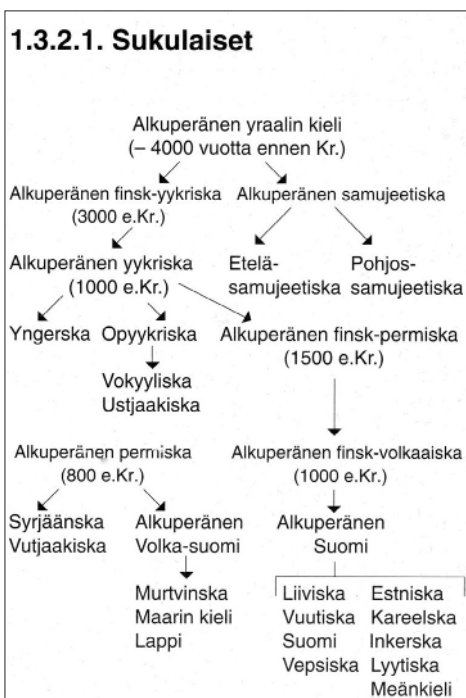 1.3.2.1. Sukulaiset
Alkuperänen yraalin kieli
(– 4000 vuotta ennen Kr.)
Alkuperänen finsk-yykriska
(3000 e.Kr.)
Alkuperänen samujeetiska
Alkuperänen yykriska
(1000 e.Kr.)
Etelä-
samujeetiska
Pohjos-
samujeetiska
Yngerska
Opyykriska
Alkuperänen finsk-permiska
(1500 e.Kr.)
Vokyyliska
Ustjaakiska
Alkuperänen permiska
(800 e.Kr.)
Alkuperänen finsk-volkaaiska
(1000 e.Kr.)
Syrjäänska
Vutjaakiska
Alkuperänen
Volka-suomi
Alkuperänen
Suomi
Murtvinska
Maarin kieli
Lappi
Liiviska
Vuutiska
Suomi
Vepsiska
Estniska
Kareelska
Inkerska
Lyytiska
Meänkieli